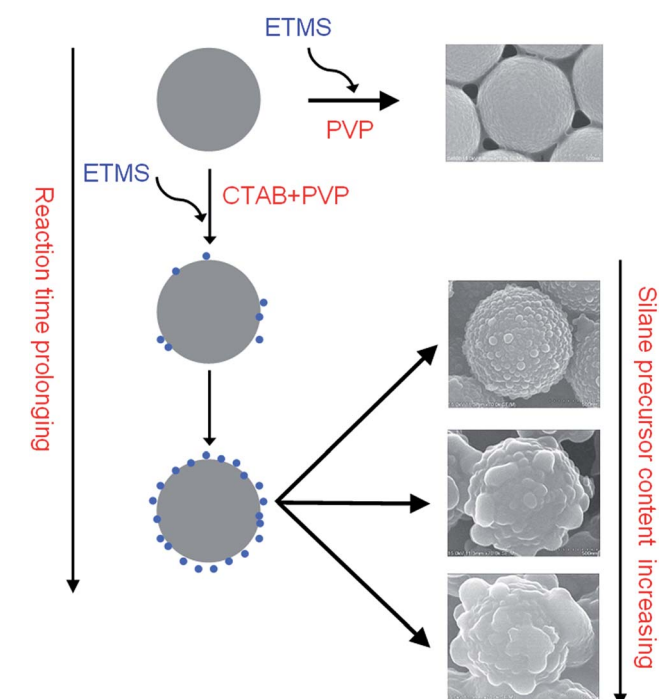 ETMS
PVP
ETMS
CTAB+PVP
Reaction time prolonging
Silane precursor content increasing